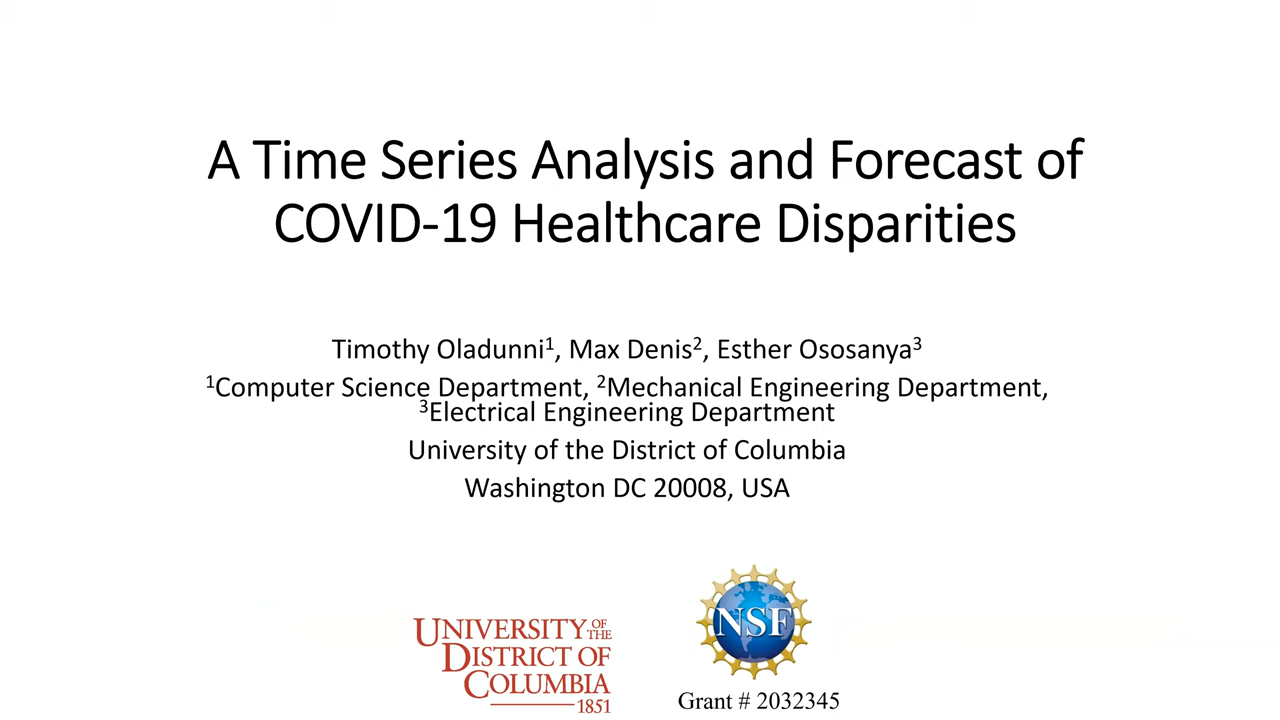 A Time Series Analysis and Forecast of
COVID-19 Healthcare Disparities
Timothy Oladunni¹, Max Denis², Esther Ososanya³
¹Computer Science Department, ²Mechanical Engineering Department,
³Electrical Engineering Department
University of the District of Columbia
Washington DC 20008, USA
UNIVERSITY OF THE
DISTRICT OF
COLUMBIA
1851
NSF
Grant # 2032345